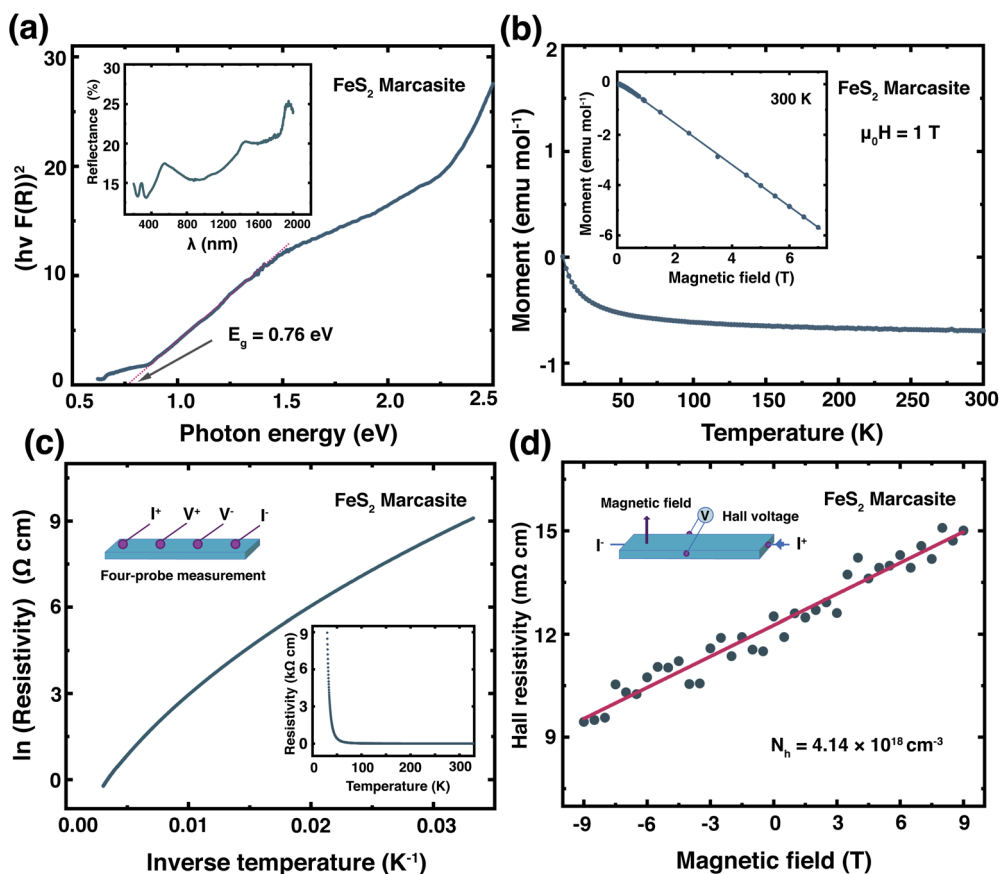 (a)
30
20
10
0
(hv F(R))²
0.5
1.0
1.5
2.0
2.5
Photon energy (eV)
FeS₂ Marcasite
E_g = 0.76 eV
30
25
20
15
10
Reflectance (%)
400
800
1200
1600
2000
λ (nm)
(b)
2
1
0
-1
Moment (emu mol⁻¹)
50
100
150
200
250
300
Temperature (K)
FeS₂ Marcasite
μ₀H = 1 T
300 K
0
-2
-4
-6
Moment (emu mol⁻¹)
0
2
4
6
Magnetic field (T)
(c)
9
6
3
0
ln (Resistivity) (Ω cm)
0.00
0.01
0.02
0.03
Inverse temperature (K⁻¹)
FeS₂ Marcasite
I⁺
V⁺
V⁻
I⁻
Four-probe measurement
9
6
3
0
Resistivity (kΩ cm)
0
100
200
300
Temperature (K)
(d)
15
12
9
Hall resistivity (mΩ cm)
-9
-6
-3
0
3
6
9
Magnetic field (T)
FeS₂ Marcasite
Magnetic field
V
Hall voltage
I⁻
I⁺
N_h = 4.14 × 10¹⁸ cm⁻³